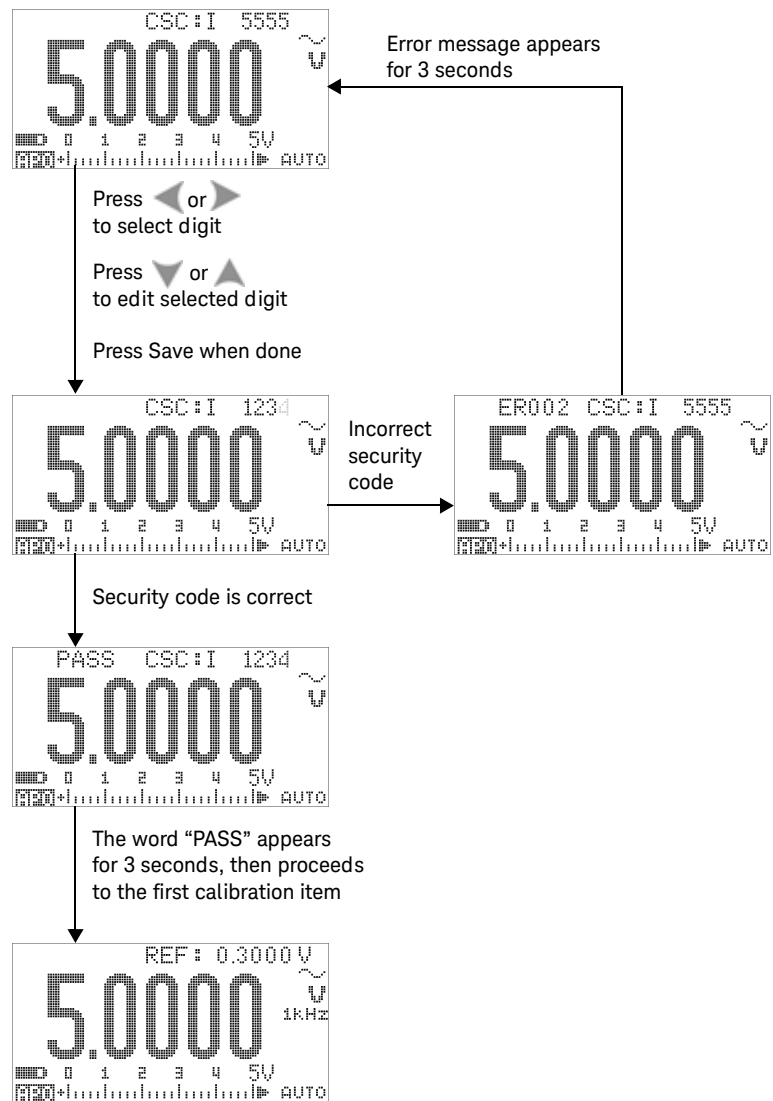 CSC:I 5555
5.0000
V
0 1 2 3 4 5V
APO AUTO
Error message appears
for 3 seconds
Press or
to select digit
Press or
to edit selected digit
Press Save when done
CSC:I 1234
5.0000
V
0 1 2 3 4 5V
APO AUTO
Incorrect
security
code
ER002 CSC:I 5555
5.0000
V
0 1 2 3 4 5V
APO AUTO
Security code is correct
PASS CSC:I 1234
5.0000
V
0 1 2 3 4 5V
APO AUTO
The word “PASS” appears
for 3 seconds, then proceeds
to the first calibration item
REF: 0.3000 V
5.0000
V
1kHz
0 1 2 3 4 5V
APO AUTO